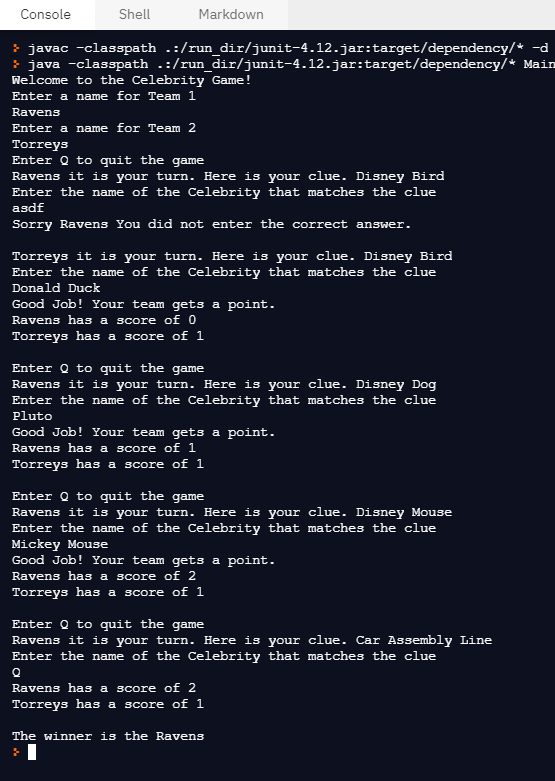 Console Shell Markdown
> javac -classpath .:/run_dir/junit-4.12.jar:target/dependency/* -d
> java -classpath .:/run_dir/junit-4.12.jar:target/dependency/* Main
Welcome to the Celebrity Game!
Enter a name for Team 1
Ravens
Enter a name for Team 2
Torreys
Enter Q to quit the game
Ravens it is your turn. Here is your clue. Disney Bird
Enter the name of the Celebrity that matches the clue
asdf
Sorry Ravens You did not enter the correct answer.
Torreys it is your turn. Here is your clue. Disney Bird
Enter the name of the Celebrity that matches the clue
Donald Duck
Good Job! Your team gets a point.
Ravens has a score of 0
Torreys has a score of 1
Enter Q to quit the game
Ravens it is your turn. Here is your clue. Disney Dog
Enter the name of the Celebrity that matches the clue
Pluto
Good Job! Your team gets a point.
Ravens has a score of 1
Torreys has a score of 1
Enter Q to quit the game
Ravens it is your turn. Here is your clue. Disney Mouse
Enter the name of the Celebrity that matches the clue
Mickey Mouse
Good Job! Your team gets a point.
Ravens has a score of 2
Torreys has a score of 1
Enter Q to quit the game
Ravens it is your turn. Here is your clue. Car Assembly Line
Enter the name of the Celebrity that matches the clue
Q
Ravens has a score of 2
Torreys has a score of 1
The winner is the Ravens
>